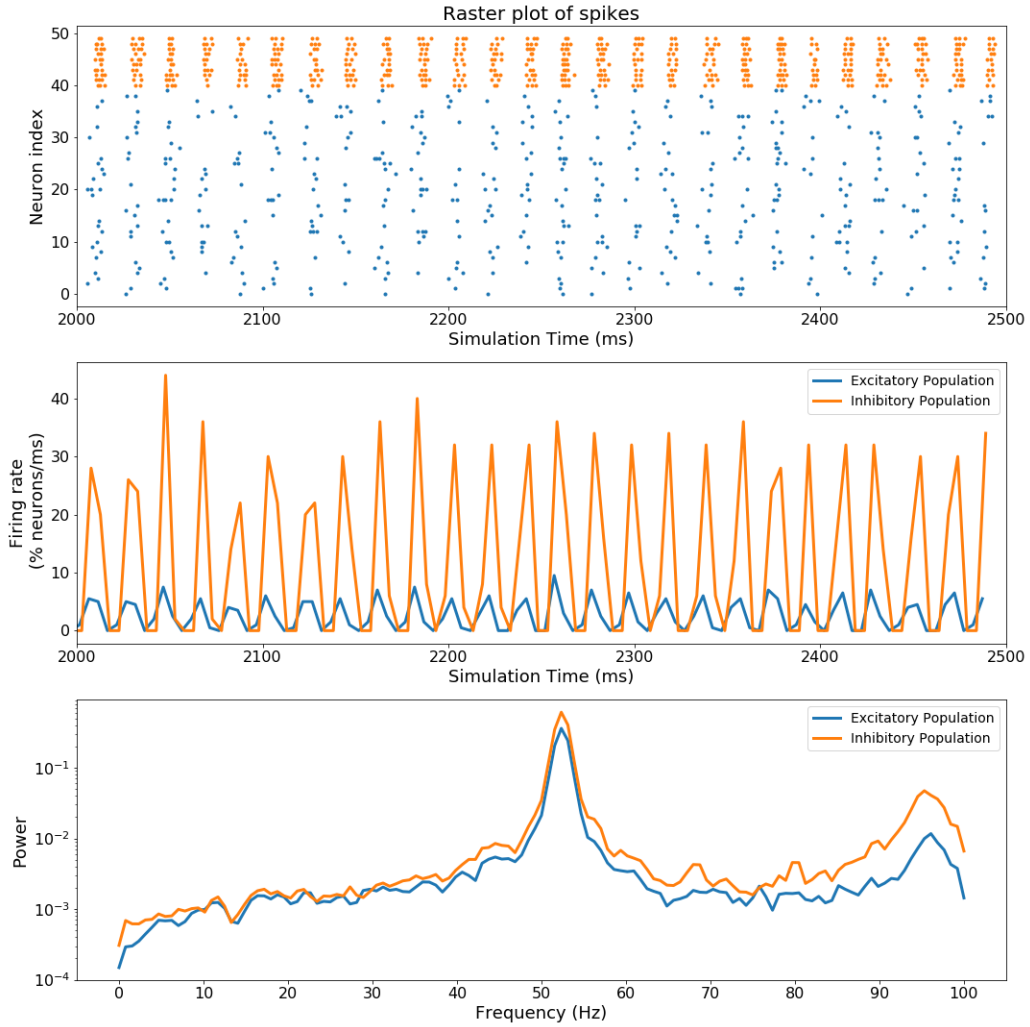 Raster plot of spikes
50
40
30
20
10
0
Neuron index
2000 2100 2200 2300 2400 2500
Simulation Time (ms)
Excitatory Population
Inhibitory Population
40
30
20
10
0
Firing rate
(% neurons/ms)
2000 2100 2200 2300 2400 2500
Simulation Time (ms)
Excitatory Population
Inhibitory Population
10⁻¹
10⁻²
10⁻³
10⁻⁴
Power
0 10 20 30 40 50 60 70 80 90 100
Frequency (Hz)